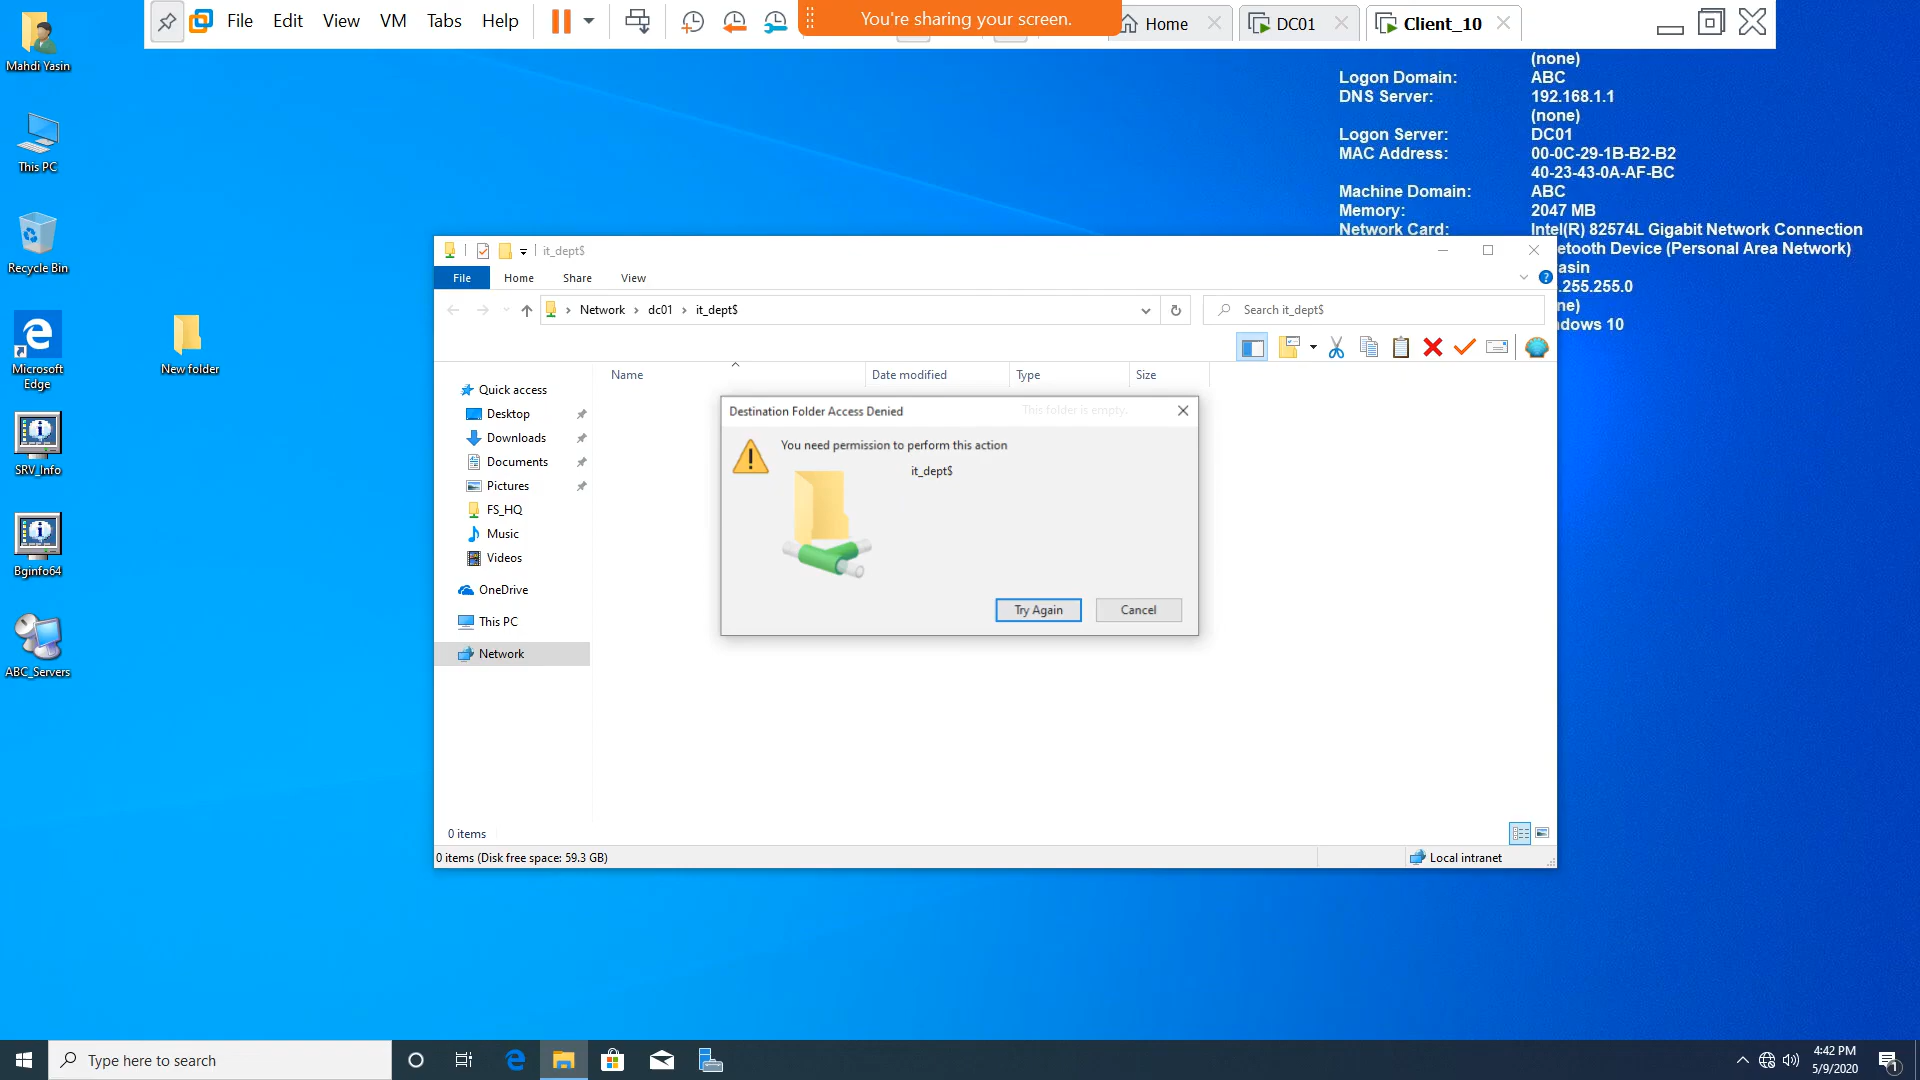 File Edit View VM Tabs Help
You're sharing your screen.
Home
DC01
Client_10
Mahdi Yasin
This PC
Recycle Bin
Microsoft
Edge
New folder
SRV_Info
Bginfo64
ABC_Servers
(none)
Logon Domain: ABC
DNS Server: 192.168.1.1
(none)
Logon Server: DC01
MAC Address: 00-0C-29-1B-B2-B2
40-23-43-0A-AF-BC
Machine Domain: ABC
Memory: 2047 MB
Network Card: Intel(R) 82574L Gigabit Network Connection
etooth Device (Personal Area Network)
asin
.255.255.0
ne)
dows 10
it_dept$
File Home Share View
Network dc01 it_dept$
Search it_dept$
Name Date modified Type Size
Quick access
Desktop
Downloads
Documents
Pictures
FS_HQ
Music
Videos
OneDrive
This PC
Network
This folder is empty.
Destination Folder Access Denied
You need permission to perform this action
it_dept$
Try Again Cancel
0 items
0 items (Disk free space: 59.3 GB)
Local intranet
Type here to search
4:42 PM
5/9/2020
1